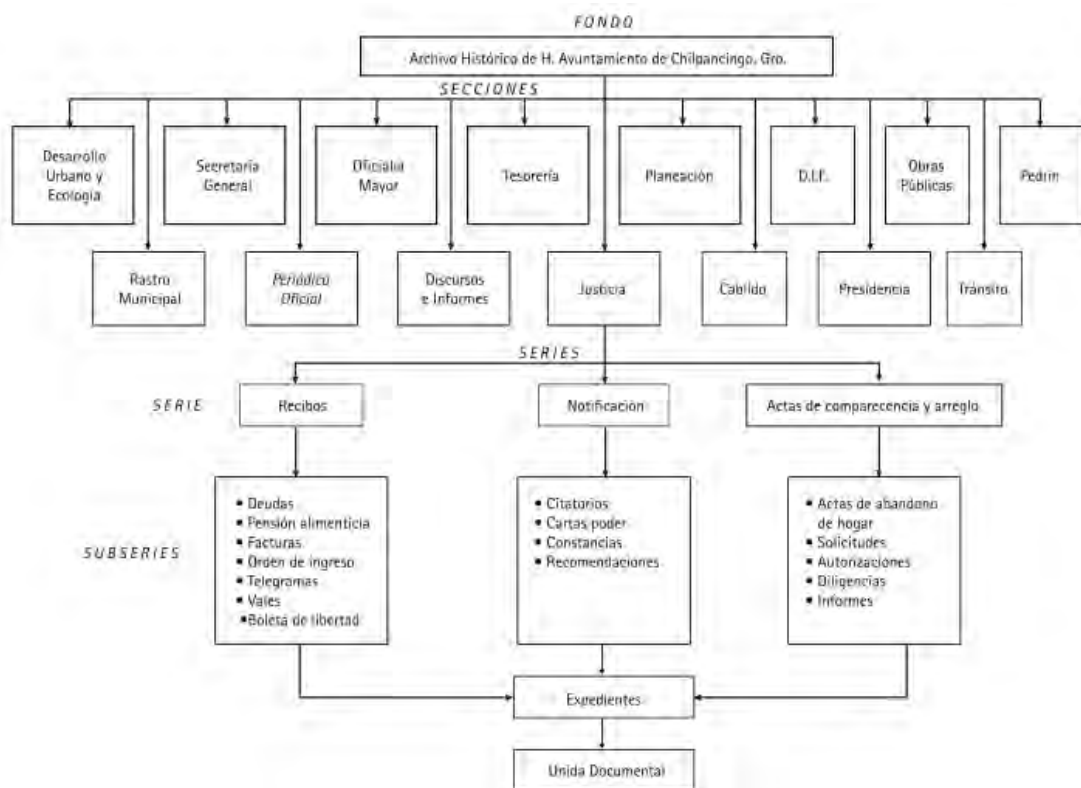 FONDO
Archivo Histórico de H. Ayuntamiento de Chilpancingo, Gro.
SECCIONES
Desarrollo
Urbano y
Ecología
Secretaría
General
Oficialía
Mayor
Tesorería
Planeación
D.I.F.
Obras
Públicas
Pedrín
Rastro
Municipal
Periódico
Oficial
Discursos
e Informes
Justicia
Cabildo
Presidencia
Tránsito
SERIES
SERIE
Recibos
Notificación
Actas de comparecencia y arreglo
SUBSERIES
▪ Deudas
▪ Pensión alimenticia
▪ Facturas
▪ Orden de ingreso
▪ Telegramas
▪ Vales
▪ Boleta de libertad
▪ Citatorios
▪ Cartas poder
▪ Constancias
▪ Recomendaciones
▪ Actas de abandono
de hogar
▪ Solicitudes
▪ Autorizaciones
▪ Diligencias
▪ Informes
Expedientes
Unida Documental